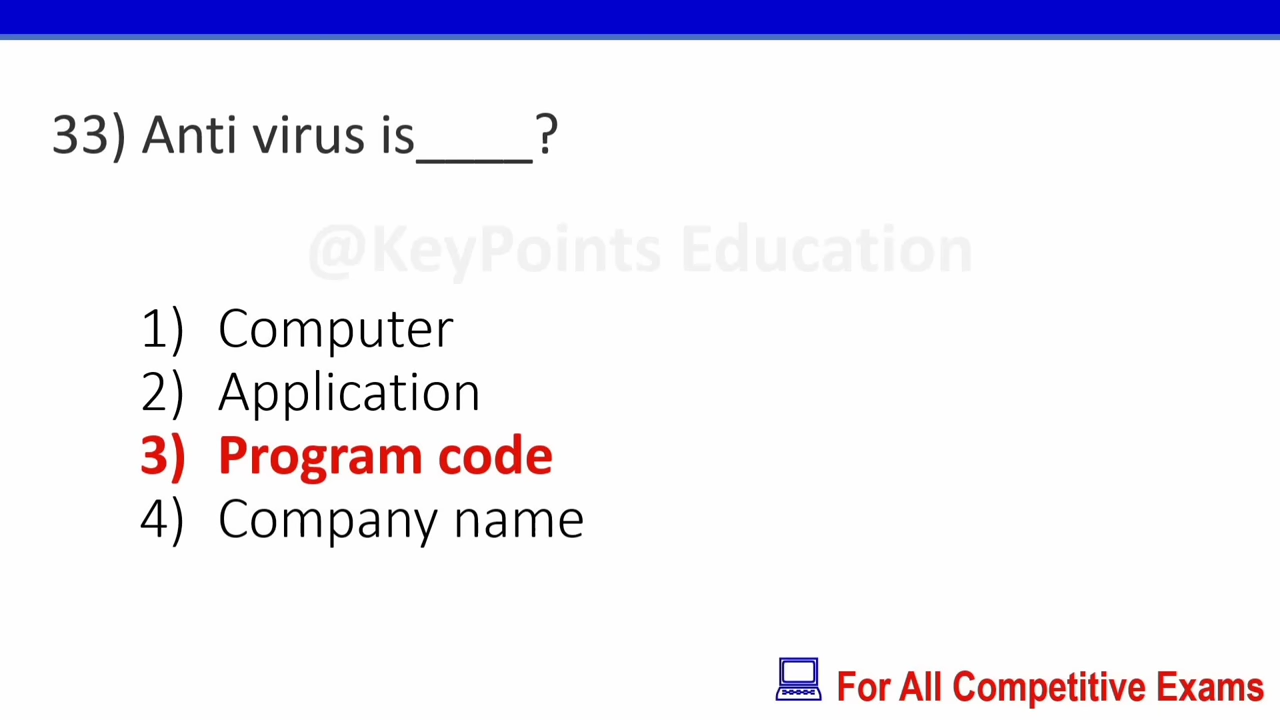 33) Anti virus is____?
@KeyPoints Education
1) Computer
2) Application
3) Program code
4) Company name
For All Competitive Exams